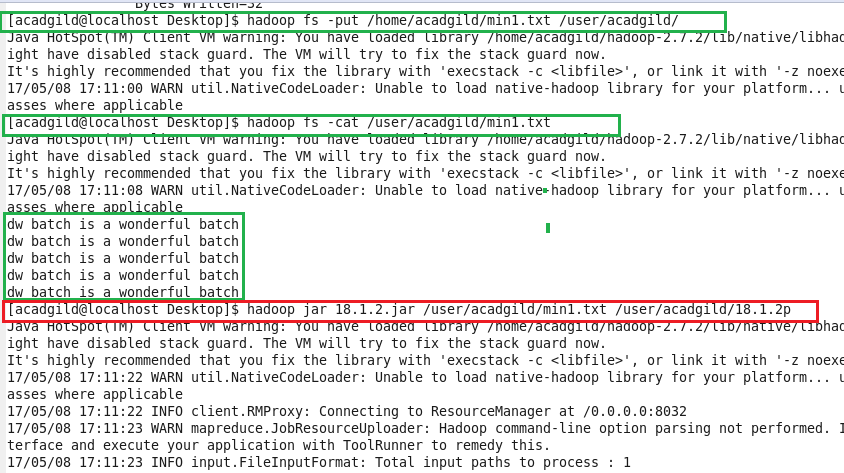 Bytes Written=52
[acadgild@localhost Desktop]$ hadoop fs -put /home/acadgild/min1.txt /user/acadgild/
Java HotSpot(TM) Client VM warning: You have loaded library /home/acadgild/hadoop-2.7.2/lib/native/libhad
ight have disabled stack guard. The VM will try to fix the stack guard now.
It's highly recommended that you fix the library with 'execstack -c <libfile>', or link it with '-z noexe
17/05/08 17:11:00 WARN util.NativeCodeLoader: Unable to load native-hadoop library for your platform... u
asses where applicable
[acadgild@localhost Desktop]$ hadoop fs -cat /user/acadgild/min1.txt
Java HotSpot(TM) Client VM warning: You have loaded library /home/acadgild/hadoop-2.7.2/lib/native/libhad
ight have disabled stack guard. The VM will try to fix the stack guard now.
It's highly recommended that you fix the library with 'execstack -c <libfile>', or link it with '-z noexe
17/05/08 17:11:08 WARN util.NativeCodeLoader: Unable to load native-hadoop library for your platform... u
asses where applicable
dw batch is a wonderful batch
dw batch is a wonderful batch
dw batch is a wonderful batch
dw batch is a wonderful batch
dw batch is a wonderful batch
[acadgild@localhost Desktop]$ hadoop jar 18.1.2.jar /user/acadgild/min1.txt /user/acadgild/18.1.2p
Java HotSpot(TM) Client VM warning: You have loaded library /home/acadgild/hadoop-2.7.2/lib/native/libhad
ight have disabled stack guard. The VM will try to fix the stack guard now.
It's highly recommended that you fix the library with 'execstack -c <libfile>', or link it with '-z noexe
17/05/08 17:11:22 WARN util.NativeCodeLoader: Unable to load native-hadoop library for your platform... u
asses where applicable
17/05/08 17:11:22 INFO client.RMProxy: Connecting to ResourceManager at /0.0.0.0:8032
17/05/08 17:11:23 WARN mapreduce.JobResourceUploader: Hadoop command-line option parsing not performed. I
terface and execute your application with ToolRunner to remedy this.
17/05/08 17:11:23 INFO input.FileInputFormat: Total input paths to process : 1